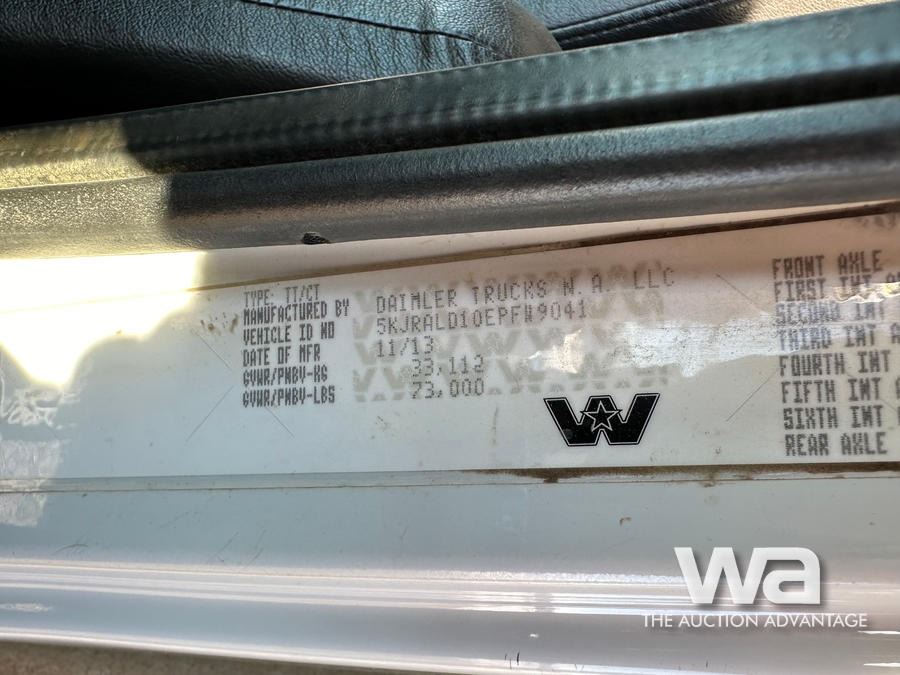 TYPE: TT/CT
MANUFACTURED BY DAIMLER TRUCKS N.A. LLC
VEHICLE ID NO 5KJRALD10EPFW9041
DATE OF MFR 11/13
GVWR/PNBV-KG 33,112
GVWR/PNBV-LBS 73,000
FRONT AXLE
FIRST INT
SECOND INT
THIRD INT A
FOURTH INT
FIFTH INT A
SIXTH INT
REAR AXLE
wa
THE AUCTION ADVANTAGE